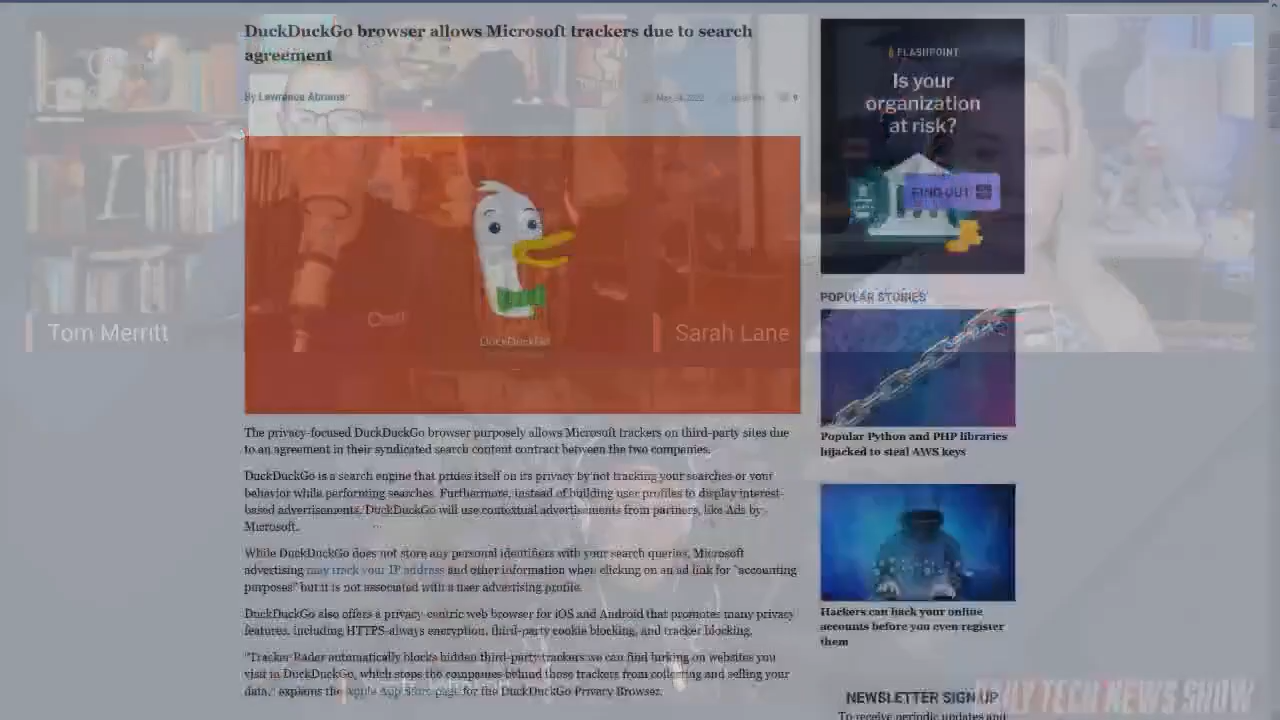 DuckDuckGo browser allows Microsoft trackers due to search
agreement
By Lawrence Abrams
May 24, 2022
9
FLASHPOINT
Is your
organization
at risk?
FIND OUT
DuckDuckGo
Tom Merritt
Sarah Lane
The privacy-focused DuckDuckGo browser purposely allows Microsoft trackers on third-party sites due
to an agreement in their syndicated search content contract between the two companies.
DuckDuckGo is a search engine that prides itself on its privacy by not tracking your searches or your
behavior while performing searches. Furthermore, instead of building user profiles to display interest-
based advertisements, DuckDuckGo will use contextual advertisements from partners, like Ads by
Microsoft.
While DuckDuckGo does not store any personal identifiers with your search queries, Microsoft
advertising may track your IP address and other information when clicking on an ad link for "accounting
purposes" but it is not associated with a user advertising profile.
DuckDuckGo also offers a privacy-centric web browser for iOS and Android that promotes many privacy
features, including HTTPS-always encryption, third-party cookie blocking, and tracker blocking.
"Tracker Radar automatically blocks hidden third-party trackers we can find lurking on websites you
visit in DuckDuckGo, which stops the companies behind those trackers from collecting and selling your
data," explains the Apple App Store page for the DuckDuckGo Privacy Browser.
POPULAR STORIES
Popular Python and PHP libraries
hijacked to steal AWS keys
Hackers can hack your online
accounts before you even register
them
NEWSLETTER SIGN UP
To receive periodic updates and
DAILY TECH NEWS SHOW